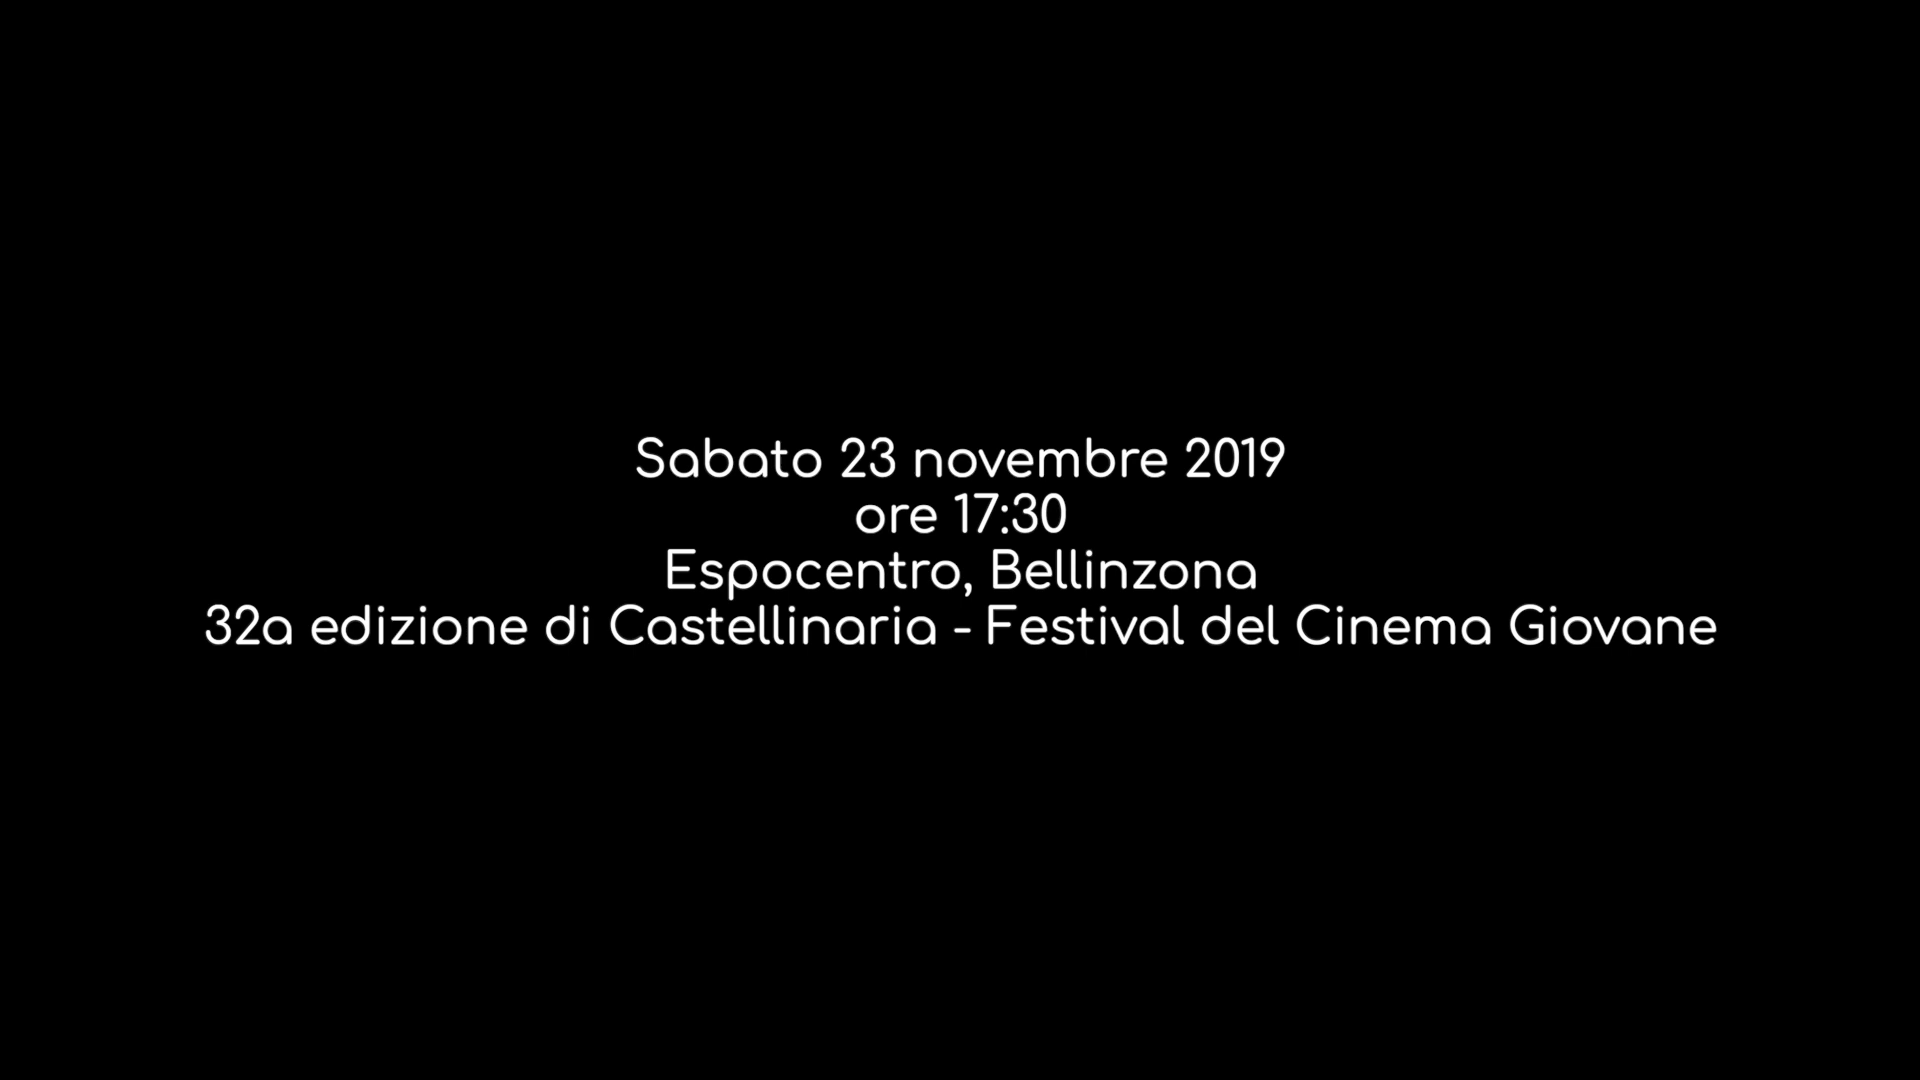 Sabato 23 novembre 2019
ore 17:30
Espocentro, Bellinzona
32a edizione di Castellinaria - Festival del Cinema Giovane